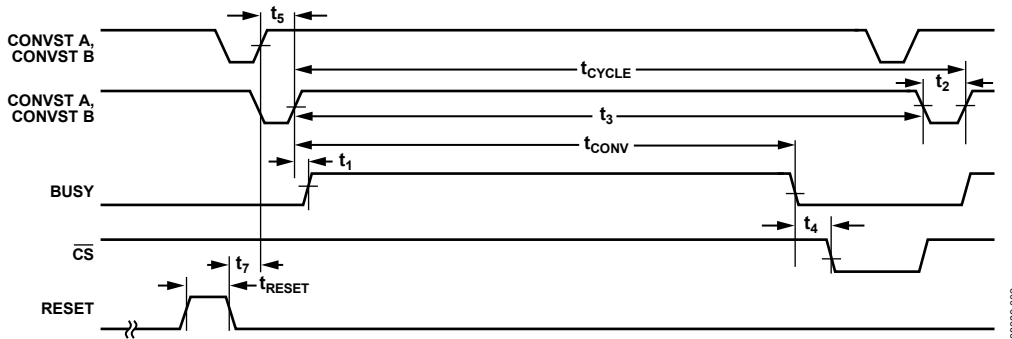 t5
CONVST A,
CONVST B
tCYCLE
t2
CONVST A,
CONVST B
t3
tCONV
t1
BUSY
t4
CS
t7
tRESET
RESET